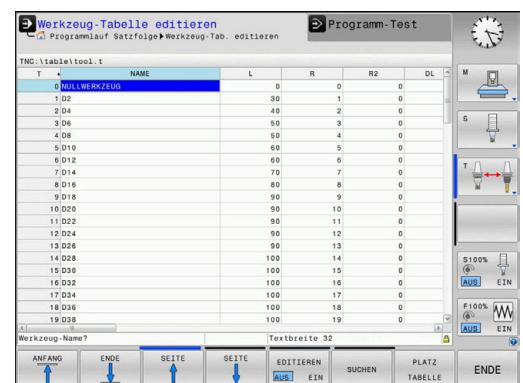 Werkzeug-Tabelle editieren
Programmlauf Satzfolge Werkzeug-Tab. editieren
Programm-Test
TNC:\table\tool.t
T NAME L R R2 DL
0 NULLWERKZEUG 0 0 0
1 D2 30 1 0
2 D4 40 2 0
3 D6 50 3 0
4 D8 50 4 0
5 D10 60 5 0
6 D12 60 6 0
7 D14 70 7 0
8 D16 80 8 0
9 D18 90 9 0
10 D20 90 10 0
11 D22 90 11 0
12 D24 90 12 0
13 D26 90 13 0
14 D28 100 14 0
15 D30 100 15 0
16 D32 100 16 0
17 D34 100 17 0
18 D36 100 18 0
19 D38 100 19 0
Werkzeug-Name? Textbreite 32
M
S
T
S100%
AUS EIN
F100%
AUS EIN
ANFANG
ENDE
SEITE
SEITE
EDITIEREN
AUS EIN
SUCHEN
PLATZ
TABELLE
ENDE